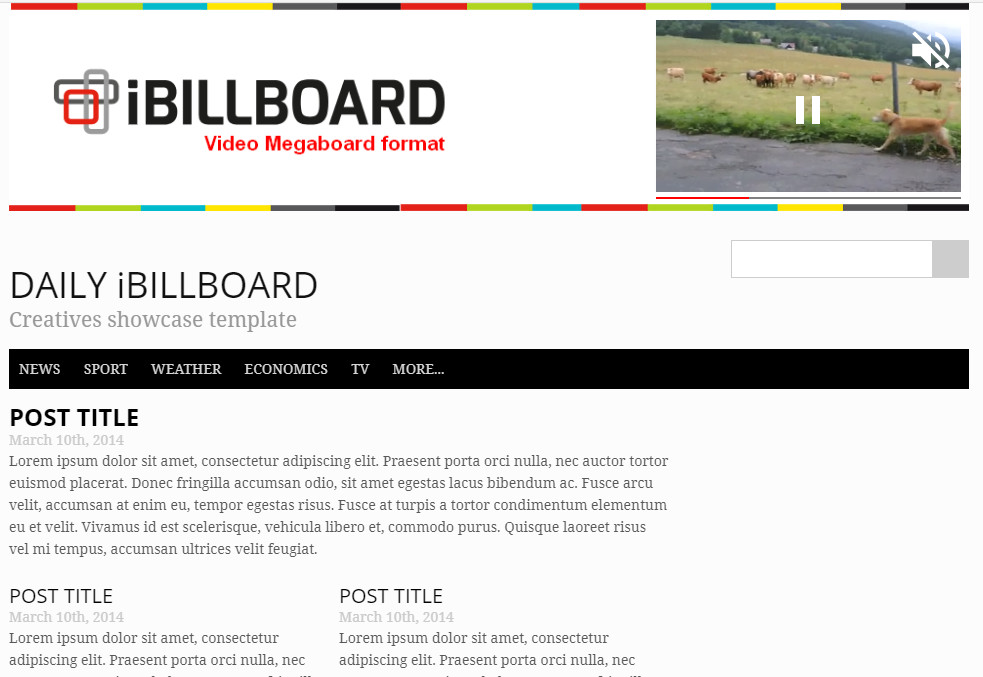 iBILLBOARD
Video Megaboard format
DAILY iBILLBOARD
Creatives showcase template
NEWS SPORT WEATHER ECONOMICS TV MORE...
POST TITLE
March 10th, 2014
Lorem ipsum dolor sit amet, consectetur adipiscing elit. Praesent porta orci nulla, nec auctor tortor
euismod placerat. Donec fringilla accumsan odio, sit amet egestas lacus bibendum ac. Fusce arcu
velit, accumsan at enim eu, tempor egestas risus. Fusce at turpis a tortor condimentum elementum
eu et velit. Vivamus id est scelerisque, vehicula libero et, commodo purus. Quisque laoreet risus
vel mi tempus, accumsan ultrices velit feugiat.
POST TITLE
March 10th, 2014
Lorem ipsum dolor sit amet, consectetur
adipiscing elit. Praesent porta orci nulla, nec
POST TITLE
March 10th, 2014
Lorem ipsum dolor sit amet, consectetur
adipiscing elit. Praesent porta orci nulla, nec